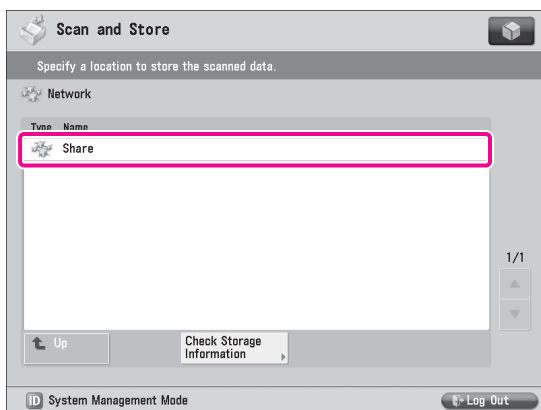 Scan and Store
Specify a location to store the scanned data.
Network
Type Name
Share
1/1
Up
Check Storage
Information
ID System Management Mode
Log Out